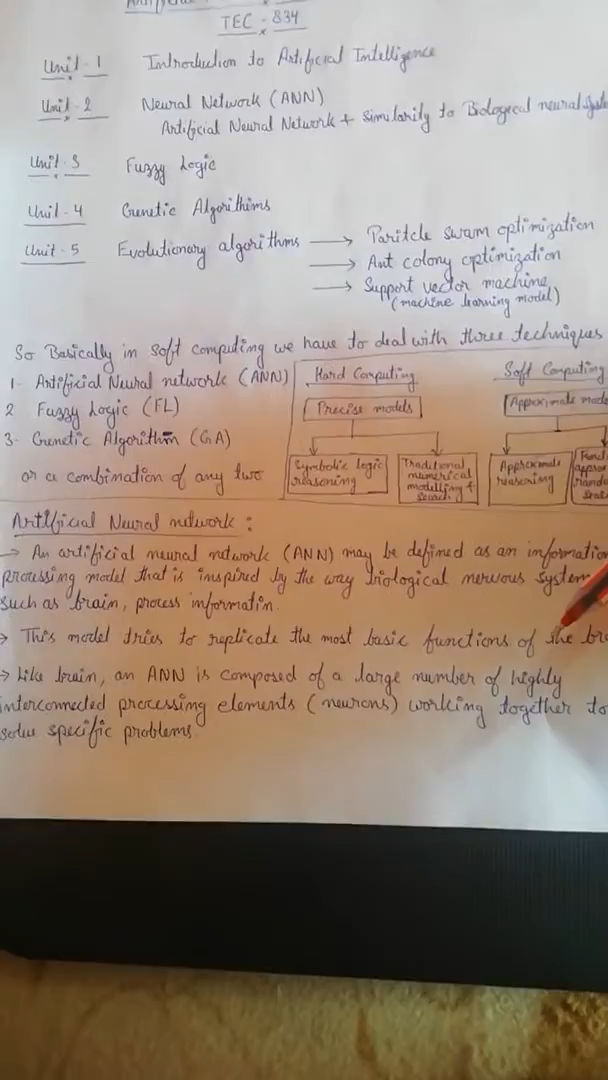 TEC - 834
Unit - 1 Introduction to Artificial Intelligence
Unit - 2 Neural Network (ANN)
Artificial Neural Network + Similarity to Biological neural
Unit - 3 Fuzzy Logic
Unit - 4 Genetic Algorithims
Unit - 5 Evolutionary algorithms → Paritcle swarm optimization
→ Ant colony optimization
→ Support vector machine
(machine learning model)
So Basically in soft computing we have to deal with three techniques
1- Artificial Neural network (ANN)
2 Fuzzy Logic (FL)
3- Genetic Algorithm (GA)
or a combination of any two
Hard Computing
Precise models
Symbolic logic
reasoning
Traditional
numerical
modelling +
search
Soft Computing
Approximate
Approximate
reasoning
Artificial Neural network :
→ An artificial neural network (ANN) may be defined as an information
processing model that is inspired by the way biological nervous system
such as brain, process informatin.
→ This model tries to replicate the most basic functions of the
→ Like brain, an ANN is composed of a large number of highly
interconnected processing elements (neurons) working together to
solve specific problems.